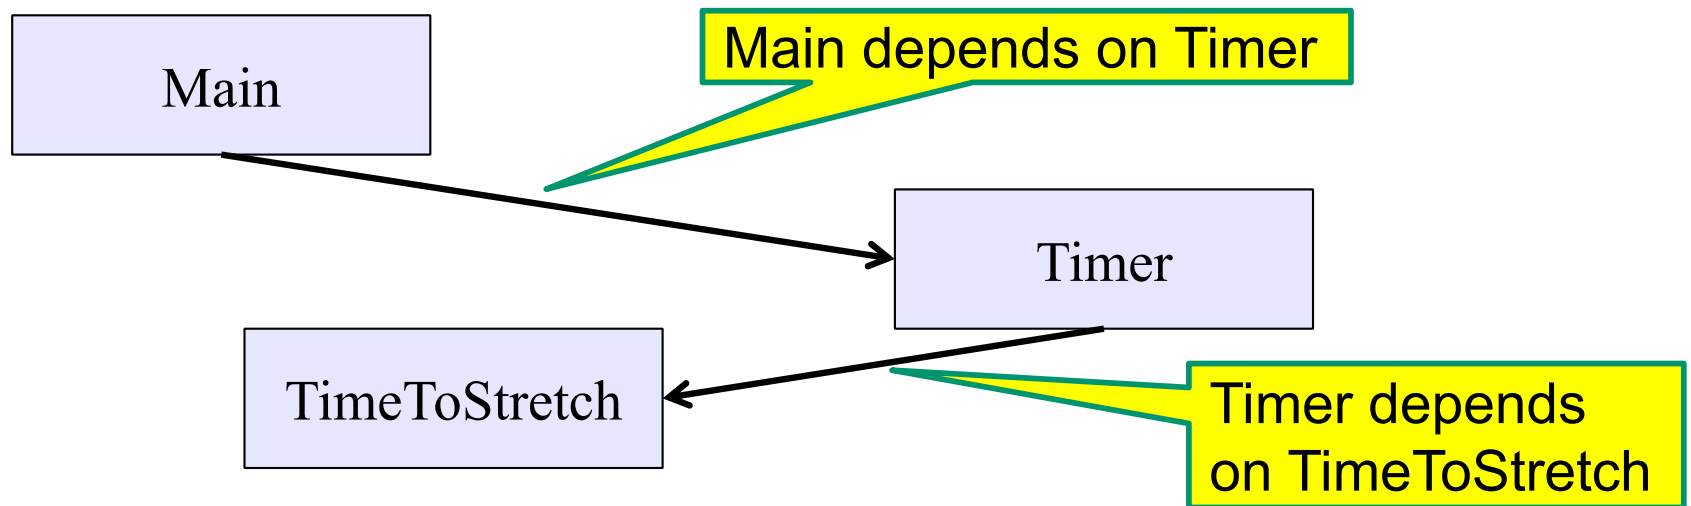 Main depends on Timer
Main
Timer
TimeToStretch
Timer depends
on TimeToStretch